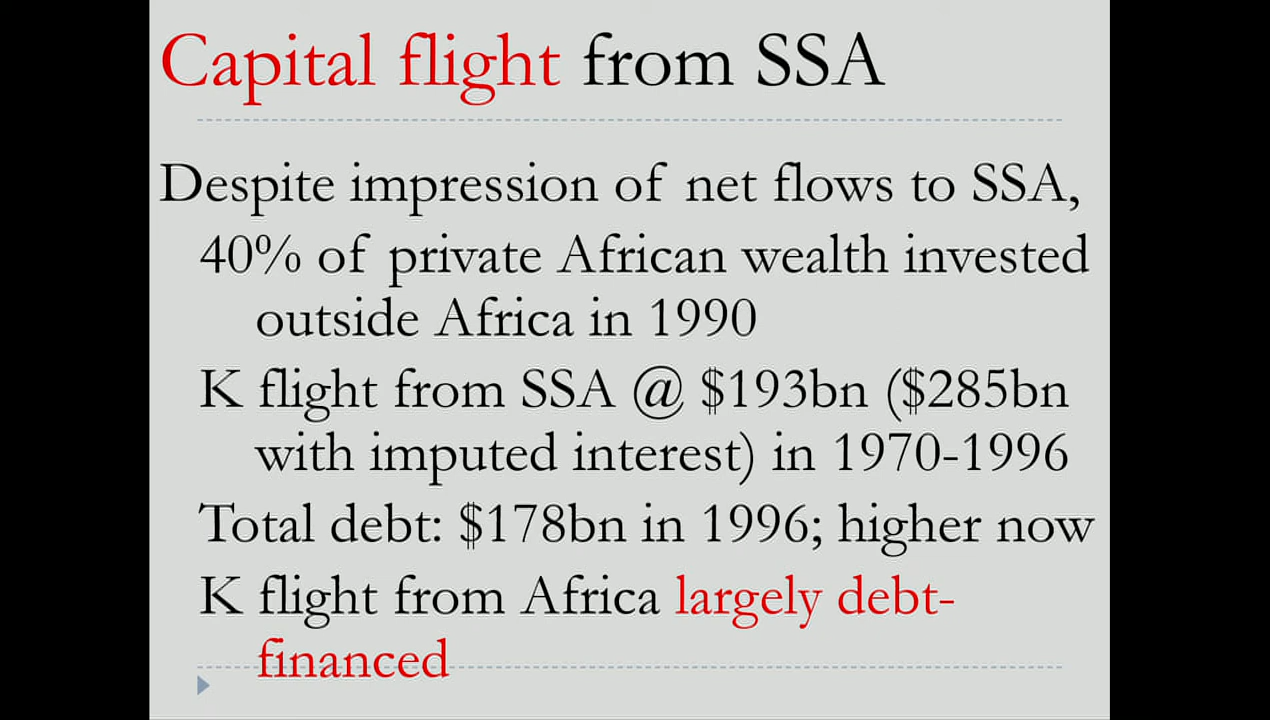 Capital flight from SSA
Despite impression of net flows to SSA,
40% of private African wealth invested
outside Africa in 1990
K flight from SSA @ $193bn ($285bn
with imputed interest) in 1970-1996
Total debt: $178bn in 1996; higher now
K flight from Africa largely debt-
financed